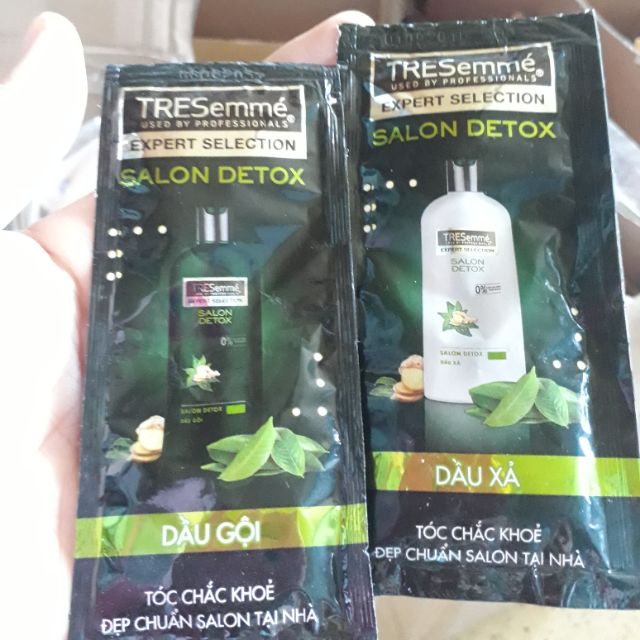 TRESemmé
USED BY PROFESSIONALS
EXPERT SELECTION
SALON DETOX
TRESemmé
EXPERT SELECTION
SALON
DETOX
0%
SALON DETOX
DẦU GỘI
DẦU GỘI
TÓC CHẮC KHOẺ
ĐẸP CHUẨN SALON TẠI NHÀ
TRESemmé
USED BY PROFESSIONALS
EXPERT SELECTION
SALON DETOX
TRESemmé
EXPERT SELECTION
SALON
DETOX
0%
SALON DETOX
DẦU XẢ
DẦU XẢ
TÓC CHẮC KHOẺ
ĐẸP CHUẨN SALON TẠI NHÀ